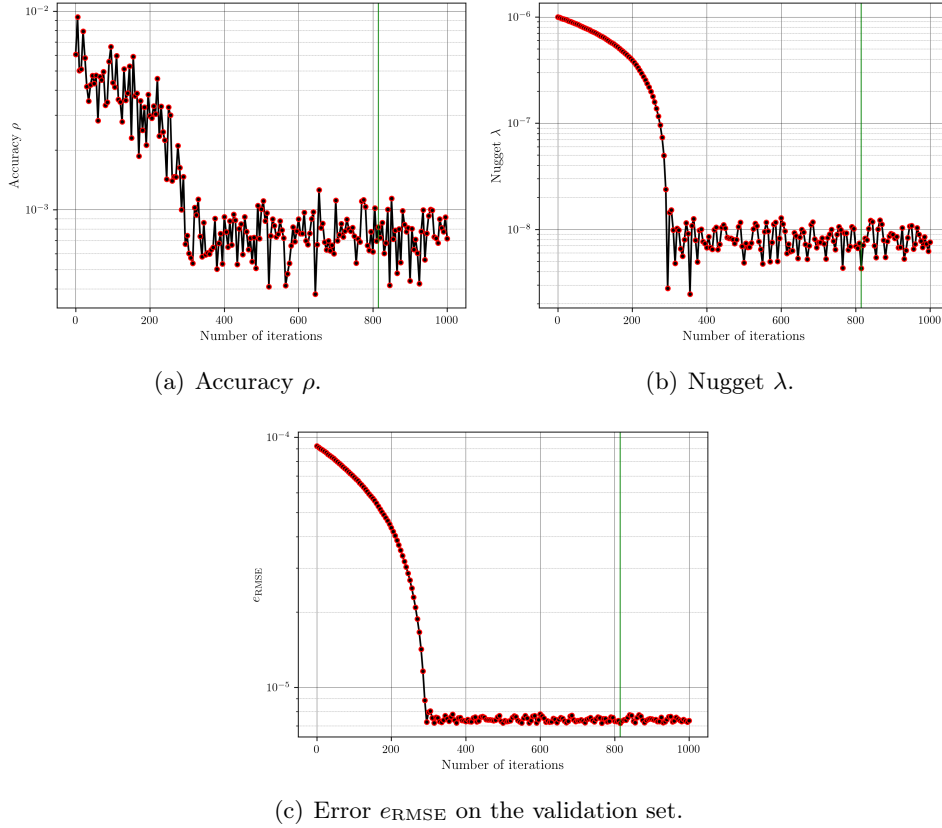 10⁻²
10⁻³
Accuracy ρ
0 200 400 600 800 1000
Number of iterations
(a) Accuracy ρ.
10⁻⁶
10⁻⁷
10⁻⁸
Nugget λ
0 200 400 600 800 1000
Number of iterations
(b) Nugget λ.
10⁻⁴
10⁻⁵
e_RMSE
0 200 400 600 800 1000
Number of iterations
(c) Error e_RMSE on the validation set.